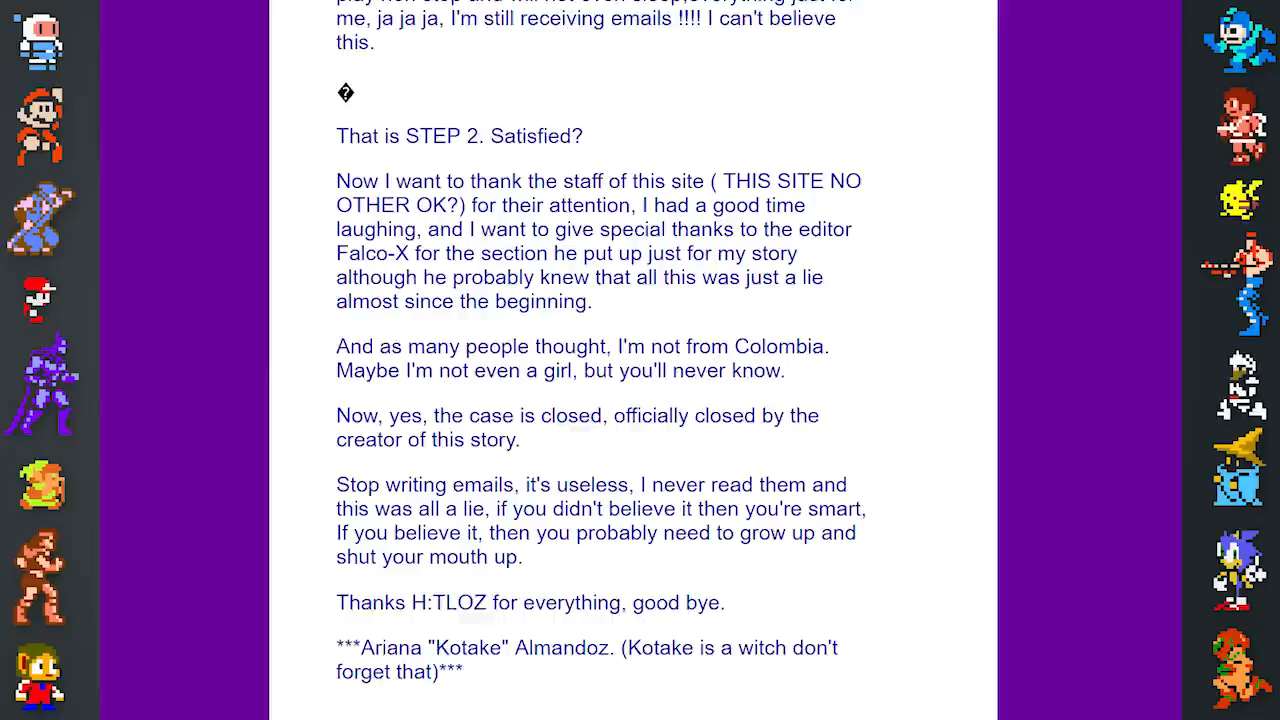 me, ja ja ja, I'm still receiving emails !!!! I can't believe
this.
�
That is STEP 2. Satisfied?
Now I want to thank the staff of this site ( THIS SITE NO
OTHER OK?) for their attention, I had a good time
laughing, and I want to give special thanks to the editor
Falco-X for the section he put up just for my story
although he probably knew that all this was just a lie
almost since the beginning.
And as many people thought, I'm not from Colombia.
Maybe I'm not even a girl, but you'll never know.
Now, yes, the case is closed, officially closed by the
creator of this story.
Stop writing emails, it's useless, I never read them and
this was all a lie, if you didn't believe it then you're smart,
If you believe it, then you probably need to grow up and
shut your mouth up.
Thanks H:TLOZ for everything, good bye.
***Ariana "Kotake" Almandoz. (Kotake is a witch don't
forget that)***